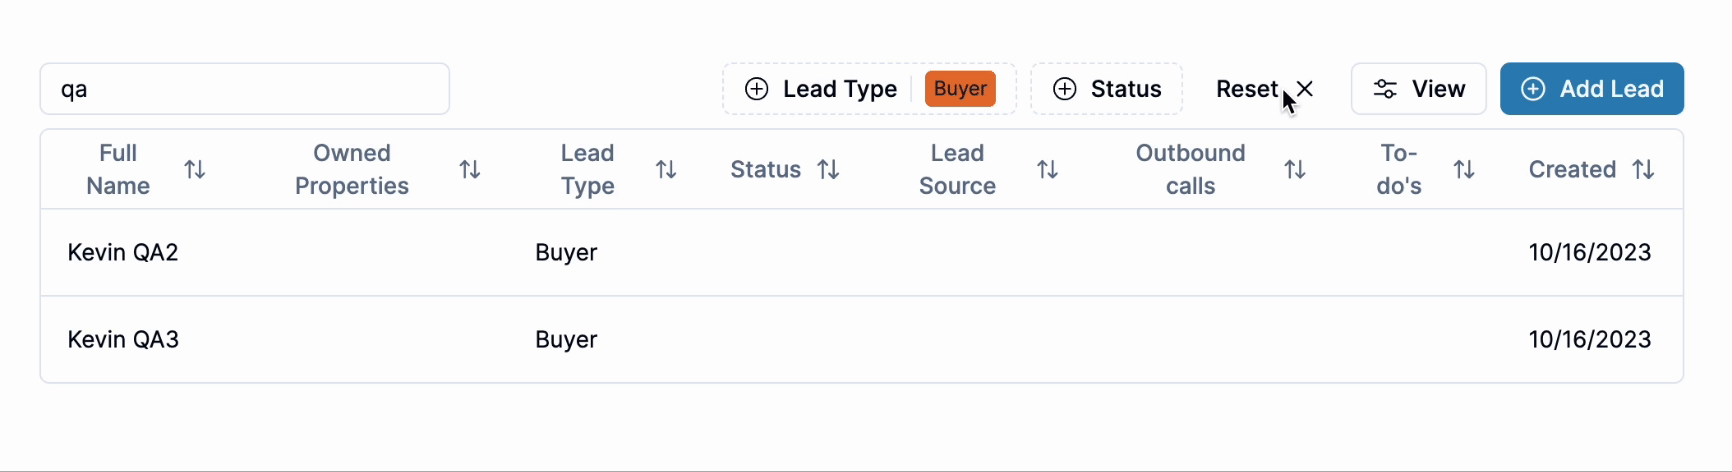 qa
Lead Type Buyer
Status
Reset
View
Add Lead
Full Name
Owned Properties
Lead Type
Status
Lead Source
Outbound calls
To-do's
Created
Kevin QA2 Buyer 10/16/2023
Kevin QA3 Buyer 10/16/2023